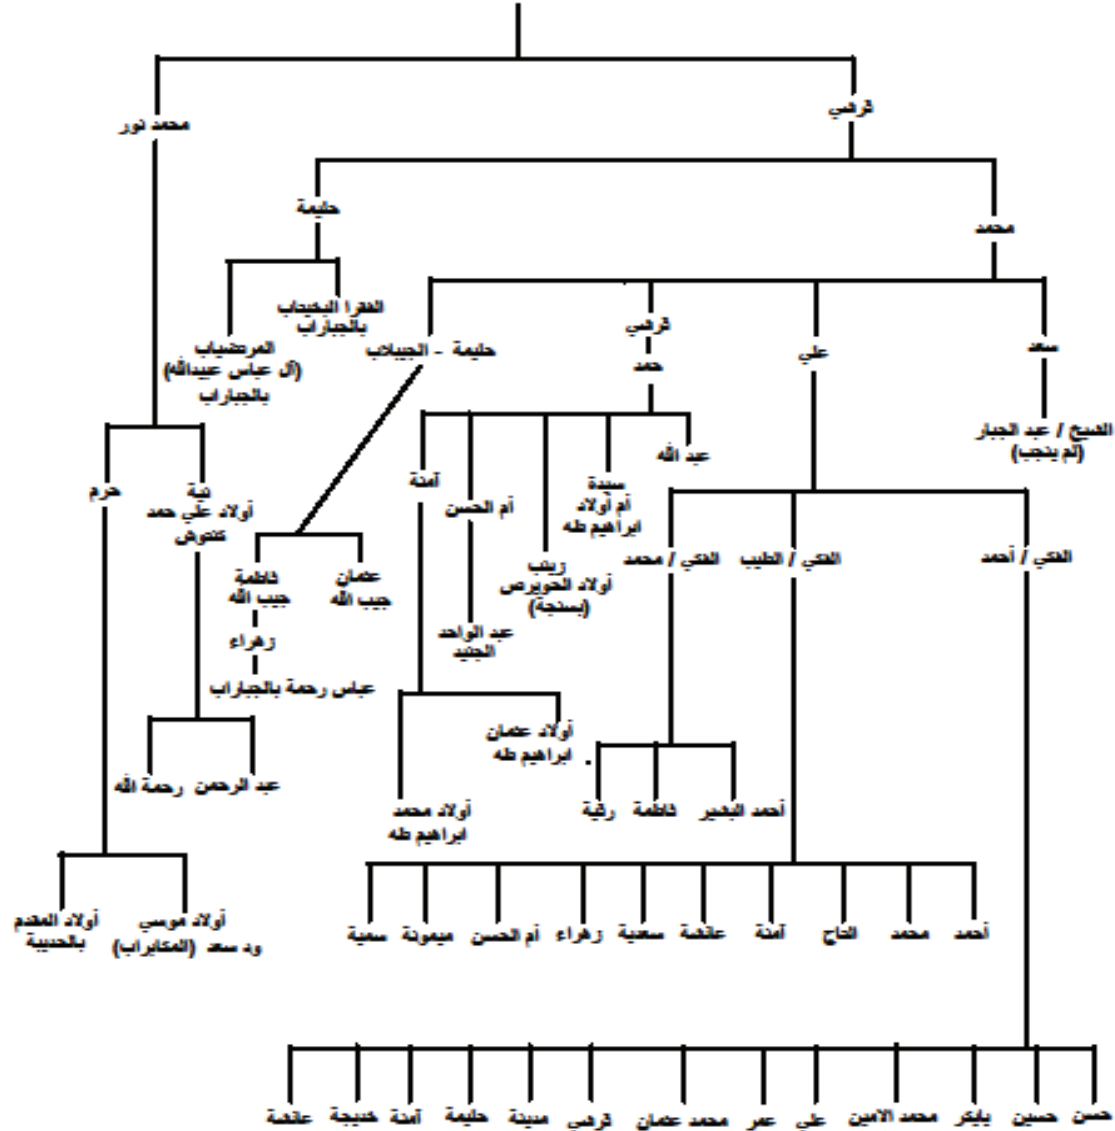 قرشي
محمد نور
حليمة
محمد
الفقرا البخيتاب
بالجباراب
المرتضياب
(آل عباس عبيدالله)
بالجباراب
حليمة - الجبيلاب
قرشي
حمد
علي
سعد
الشيخ / عبد الجبار
(لم ينجب)
عبد الله
سيدة
أم أولاد
ابراهيم طه
زينب
أولاد الحويرص
(بسنجة)
أم الحسن
عبد الواحد
الجنيد
آمنة
أولاد عثمان
ابراهيم طه
أولاد محمد
ابراهيم طه
حرم
نية
أولاد علي حمد
كنتوش
عثمان
جيب الله
فاطمة
جيب الله
زهراء
عباس رحمة بالجباراب
عبد الرحمن
رحمة الله
أولاد موسي
ود سعد (المكابراب)
أولاد المقدم
بالحديبة
الفكي / أحمد
الفكي / الطيب
الفكي / محمد
أحمد البشير
فاطمة
رقية
أحمد
محمد
التاج
آمنة
عائشة
سعدية
زهراء
أم الحسن
ميمونة
سمية
حسن
حسين
بابكر
محمد الامين
علي
عمر
محمد عثمان
قرشي
مدينة
حليمة
آمنة
خديجة
عائشة